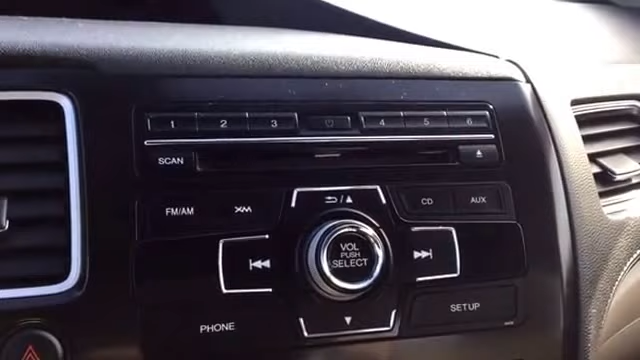 1 2 3 4 5 6
SCAN
FM/AM XM CD AUX
VOL
PUSH
SELECT
SETUP
PHONE